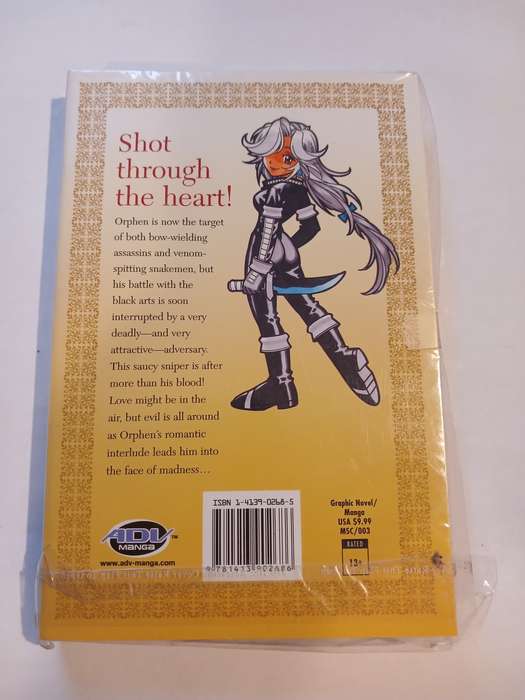 Shot
through
the heart!
Orphen is now the target
of both bow-wielding
assassins and venom-
spitting snakemen, but
his battle with the
black arts is soon
interrupted by a very
deadly—and very
attractive—adversary.
This saucy sniper is after
more than his blood!
Love might be in the
air, but evil is all around
as Orphen's romantic
interlude leads him into
the face of madness...
ADV
MANGA
TM
www.adv-manga.com
ISBN 1-4139-0268-5
9 781413 902686
Graphic Novel/
Manga
USA $9.99
MSC/003
RATED
13+